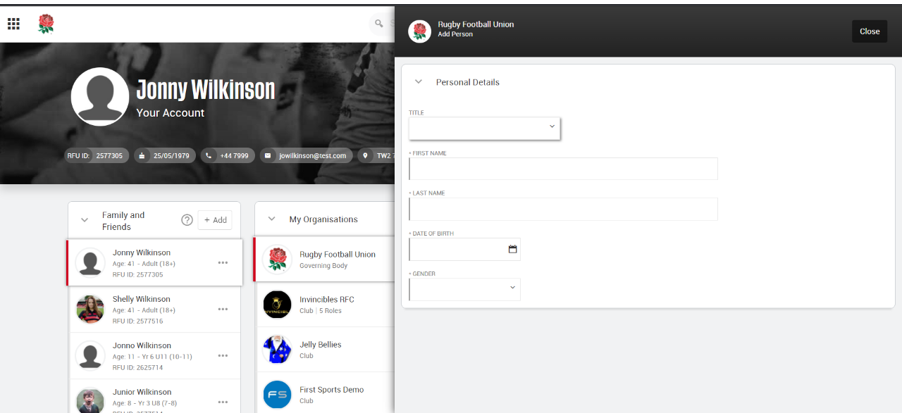 Jonny Wilkinson
Your Account
RFU ID: 2577305
25/05/1979
+44 7999
jowilkinson@test.com
TW2
Family and Friends
+ Add
Jonny Wilkinson
Age: 41 - Adult (18+)
RFU ID: 2577305
Shelly Wilkinson
Age: 41 - Adult (18+)
RFU ID: 2577516
Jonno Wilkinson
Age: 11 - Yr 6 U11 (10-11)
RFU ID: 2625714
Junior Wilkinson
Age: 8 - Yr 3 U8 (7-8)
My Organisations
Rugby Football Union
Governing Body
Invincibles RFC
Club | 5 Roles
Jelly Bellies
Club
FS
First Sports Demo
Club
Rugby Football Union
Add Person
Close
Personal Details
TITLE
* FIRST NAME
* LAST NAME
* DATE OF BIRTH
* GENDER